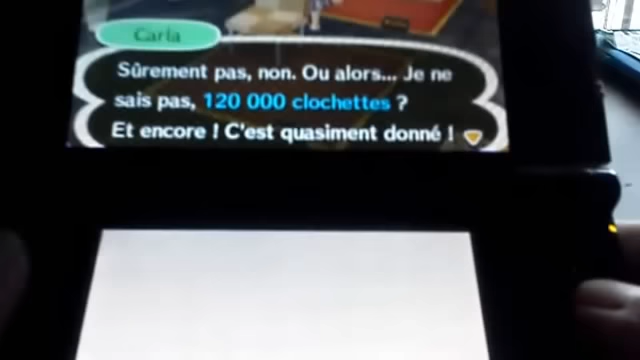 Carla
Sûrement pas, non. Ou alors... Je ne
sais pas, 120 000 clochettes ?
Et encore ! C'est quasiment donné !